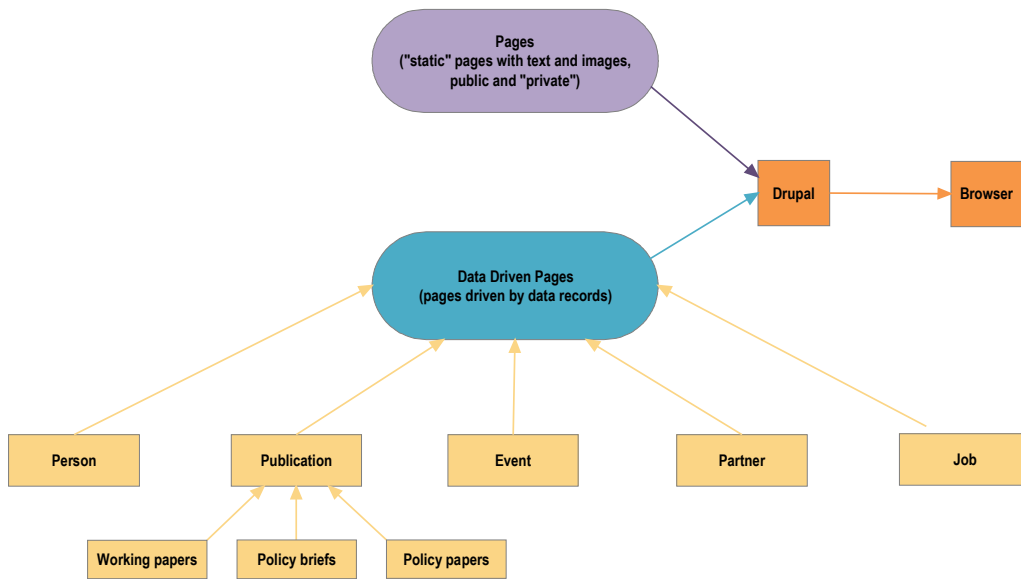 Pages
("static" pages with text and images,
public and "private")
Drupal
Browser
Data Driven Pages
(pages driven by data records)
Person
Publication
Event
Partner
Job
Working papers
Policy briefs
Policy papers